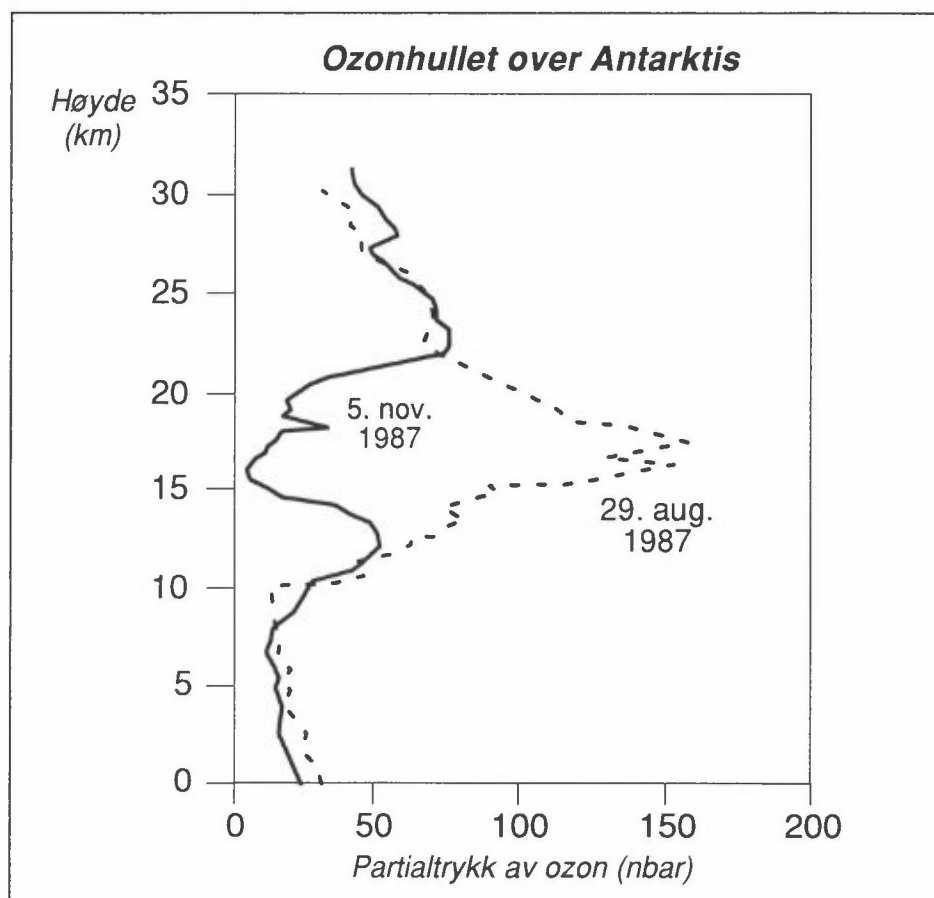 Ozonhullet over Antarktis
Høyde
(km)
35
30
25
20
15
10
5
0
5. nov.
1987
29. aug.
1987
0 50 100 150 200
Partialtrykk av ozon (nbar)